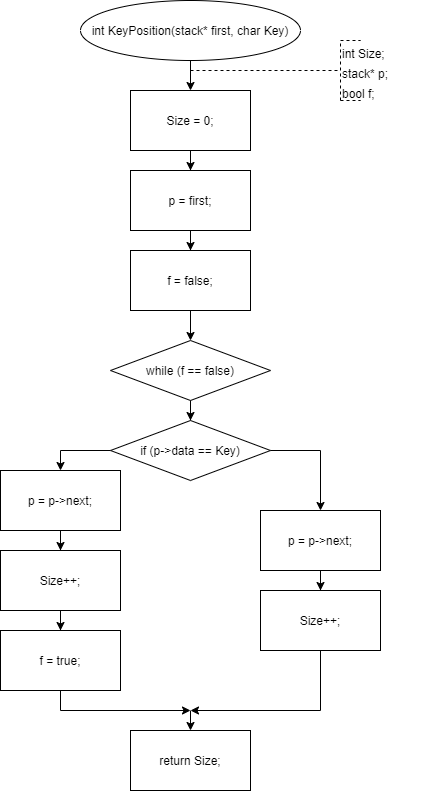 int KeyPosition(stack* first, char Key)
int Size;
stack* p;
bool f;
Size = 0;
p = first;
f = false;
while (f == false)
if (p->data == Key)
p = p->next;
p = p->next;
Size++;
Size++;
f = true;
return Size;